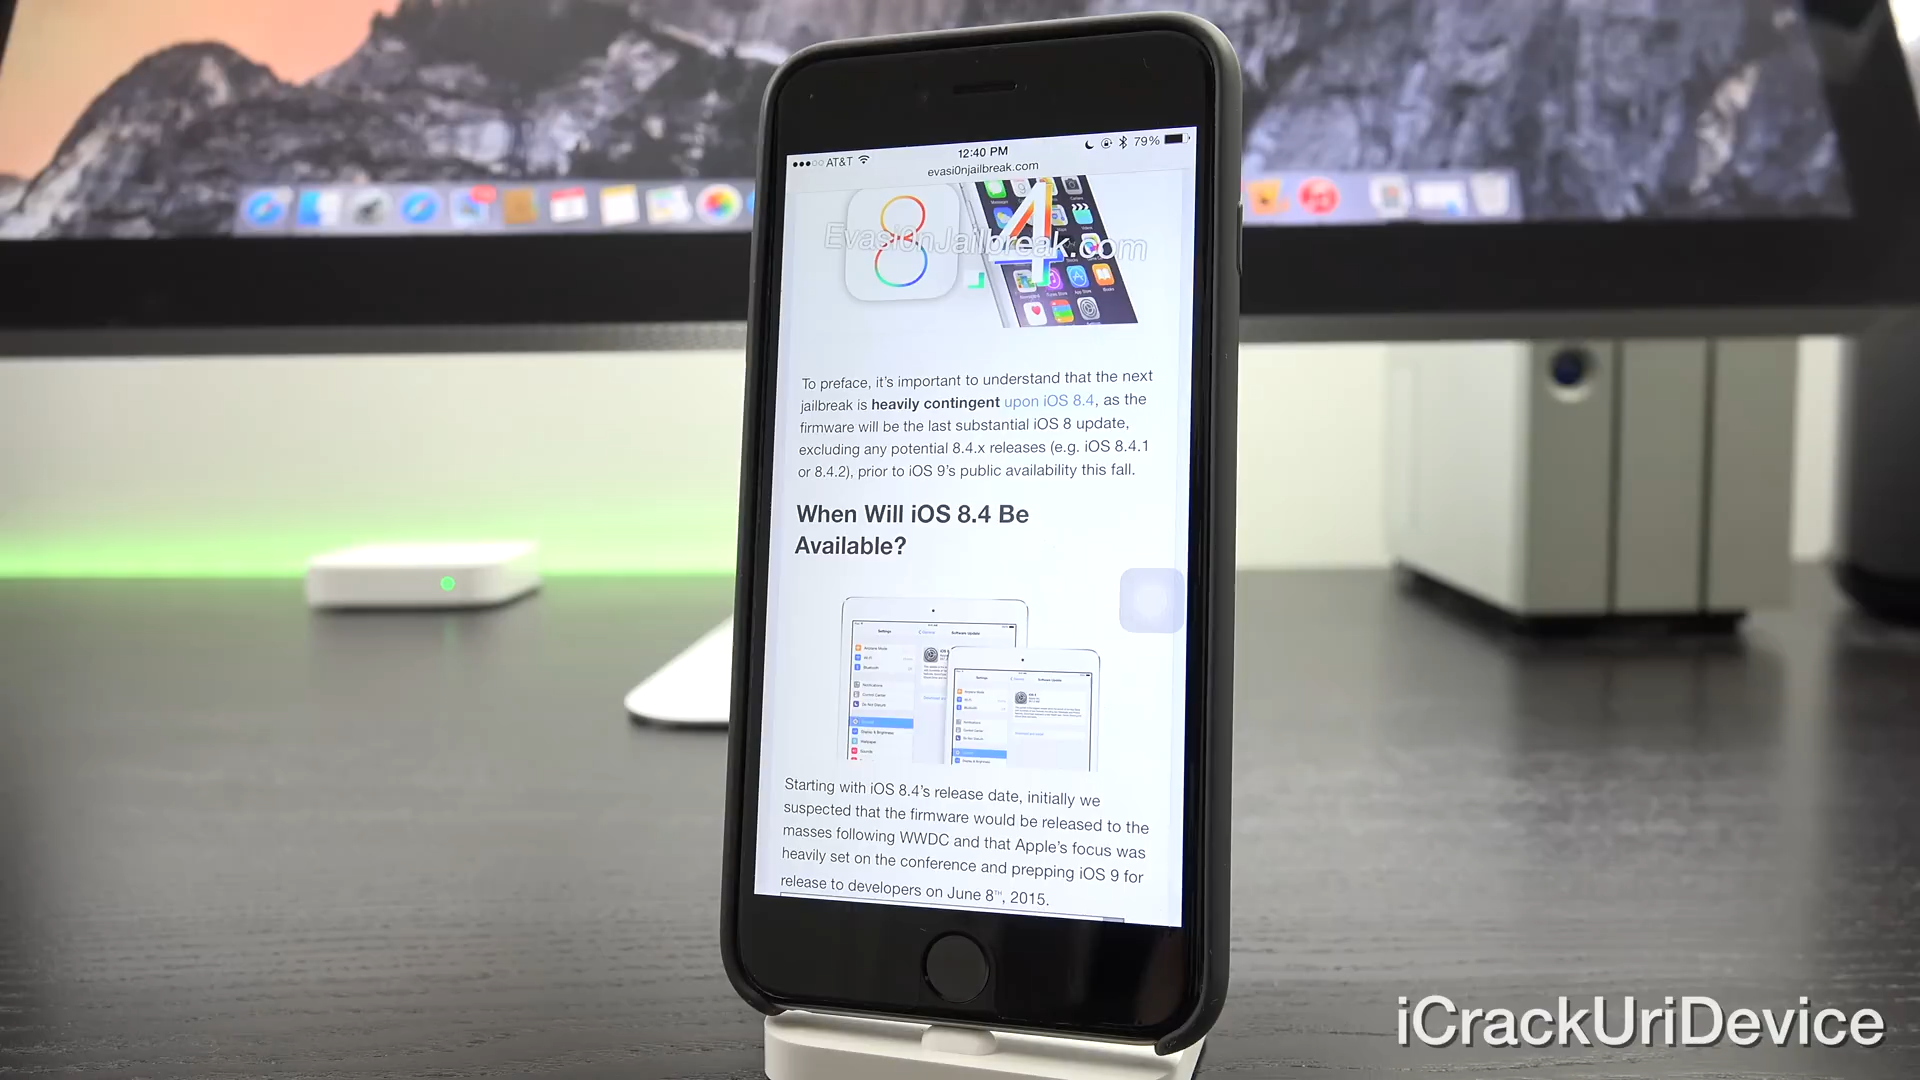 AT&T
12:40 PM
79%
evasi0njailbreak.com
Evasi0nJailbreak.com
To preface, it's important to understand that the next
jailbreak is heavily contingent upon iOS 8.4, as the
firmware will be the last substantial iOS 8 update,
excluding any potential 8.4.x releases (e.g. iOS 8.4.1
or 8.4.2), prior to iOS 9's public availability this fall.
When Will iOS 8.4 Be
Available?
Starting with iOS 8.4's release date, initially we
suspected that the firmware would be released to the
masses following WWDC and that Apple's focus was
heavily set on the conference and prepping iOS 9 for
release to developers on June 8™, 2015.
iCrackUriDevice